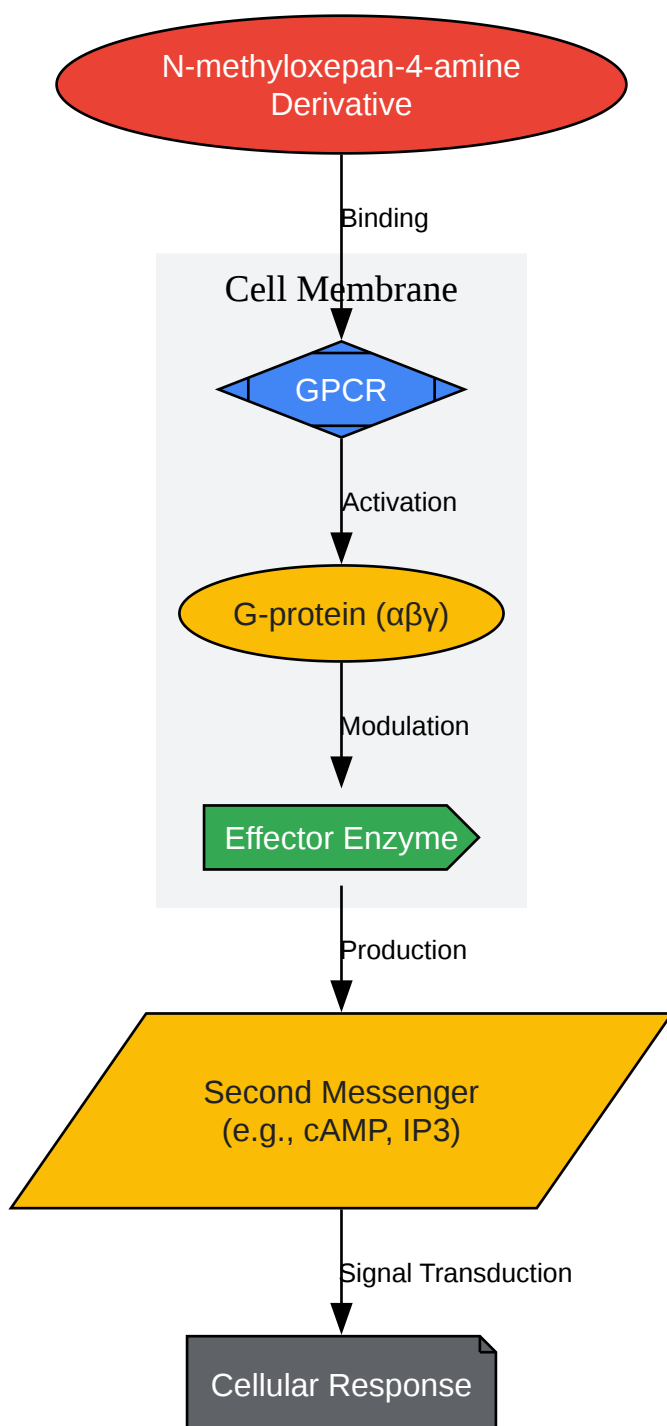 N-methyloxepan-4-amine
Derivative
Binding
Cell Membrane
GPCR
Activation
G-protein (αβγ)
Modulation
Effector Enzyme
Production
Second Messenger
(e.g., cAMP, IP3)
Signal Transduction
Cellular Response